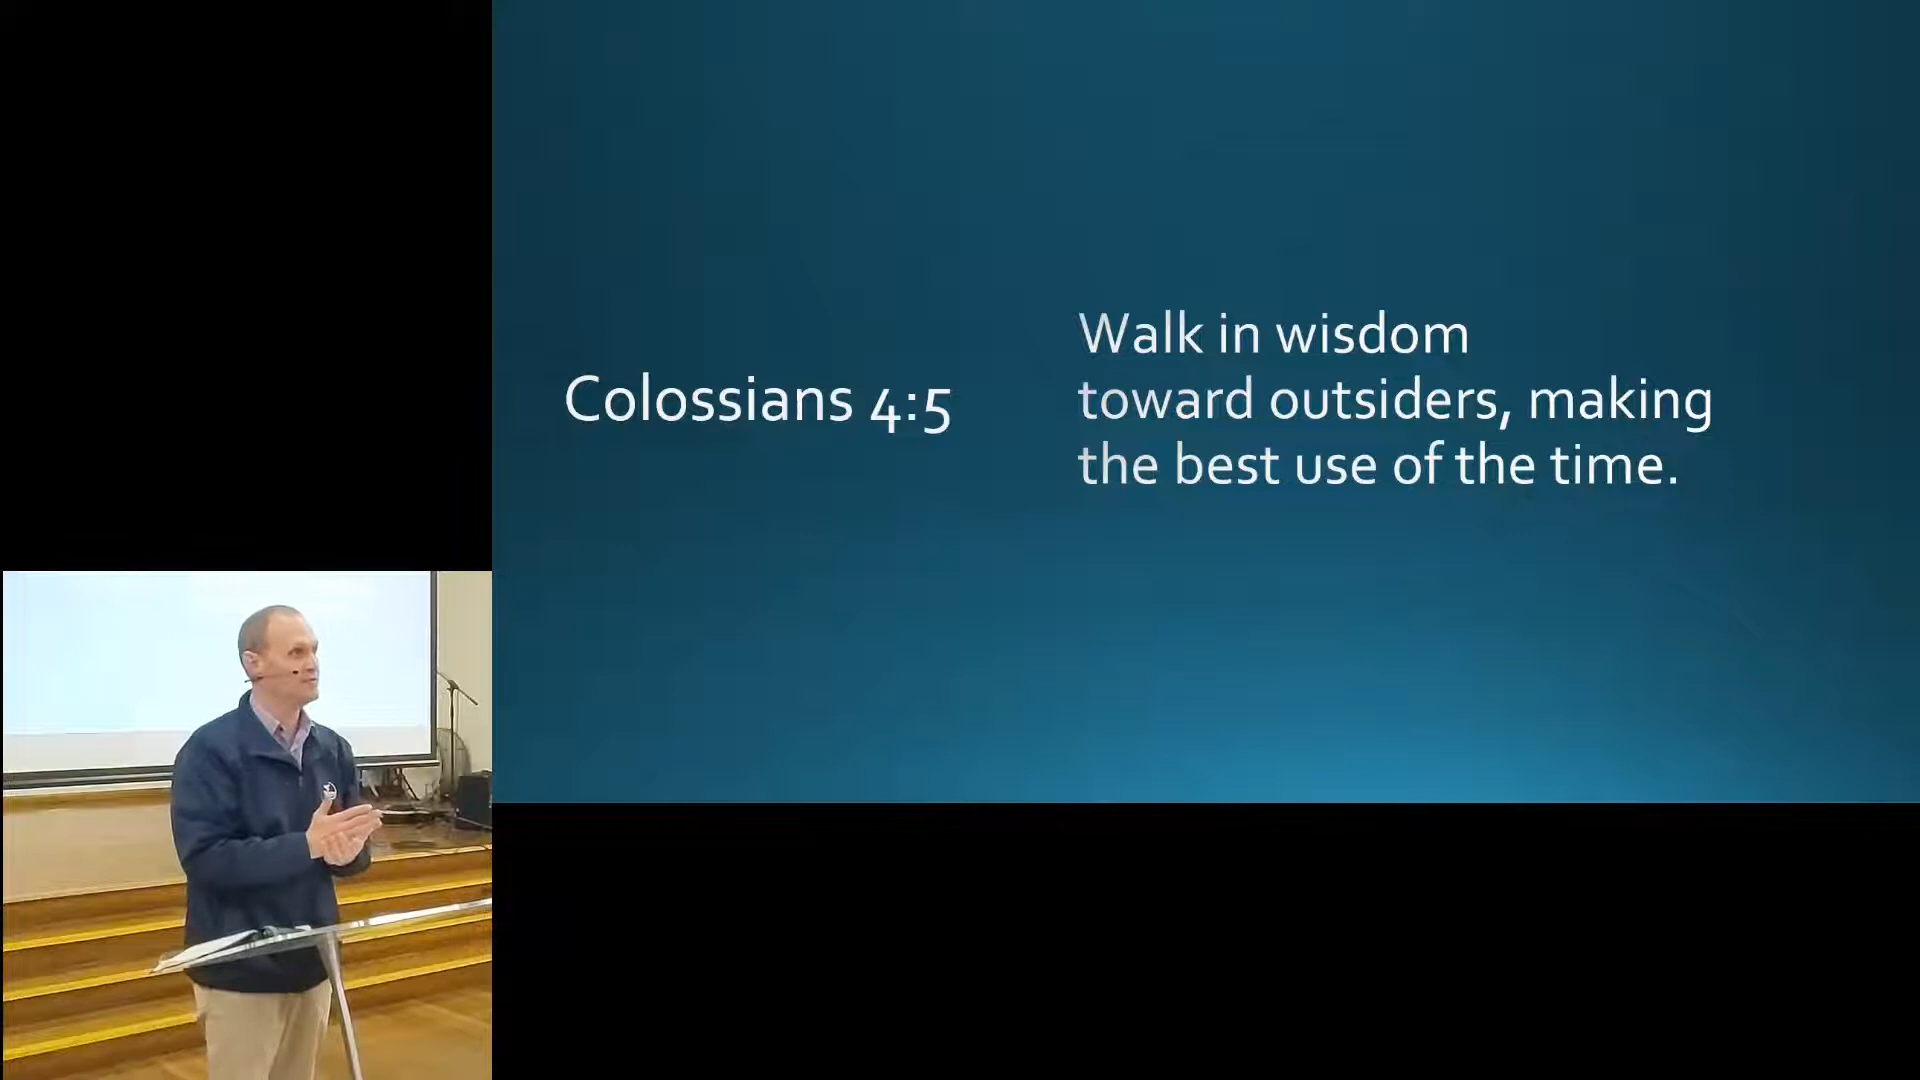 Colossians 4:5
Walk in wisdom
toward outsiders, making
the best use of the time.